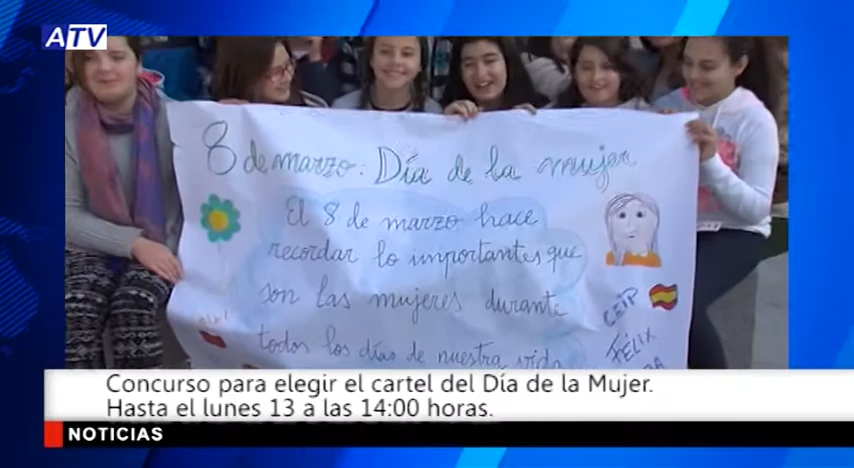 ATV
8 de marzo: Día de la mujer
El 8 de marzo hace
recordar lo importantes que
son las mujeres durante
todos los días de nuestra vida
CEIP
FÉLIX
Concurso para elegir el cartel del Día de la Mujer.
Hasta el lunes 13 a las 14:00 horas.
NOTICIAS